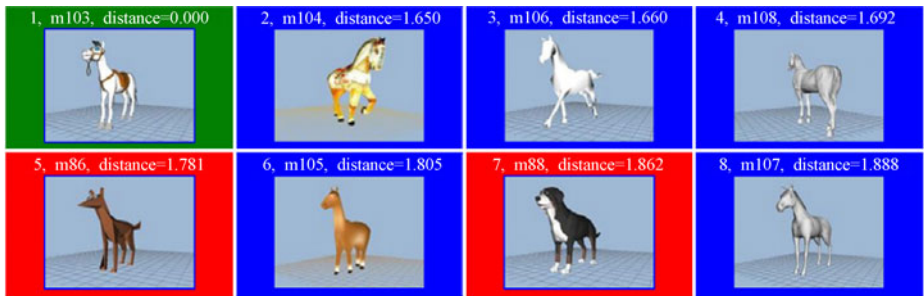 1, m103, distance=0.000
2, m104, distance=1.650
3, m106, distance=1.660
4, m108, distance=1.692
5, m86, distance=1.781
6, m105, distance=1.805
7, m88, distance=1.862
8, m107, distance=1.888